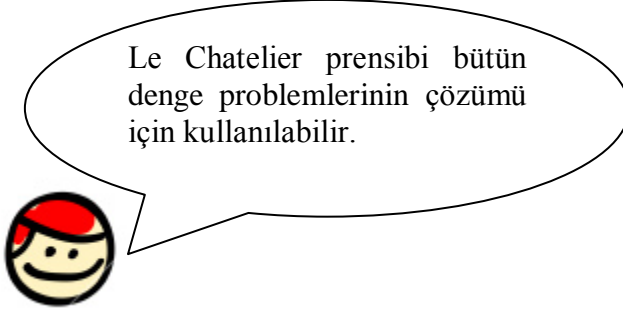 Le Chatelier prensibi bütün
denge problemlerinin çözümü
için kullanılabilir.